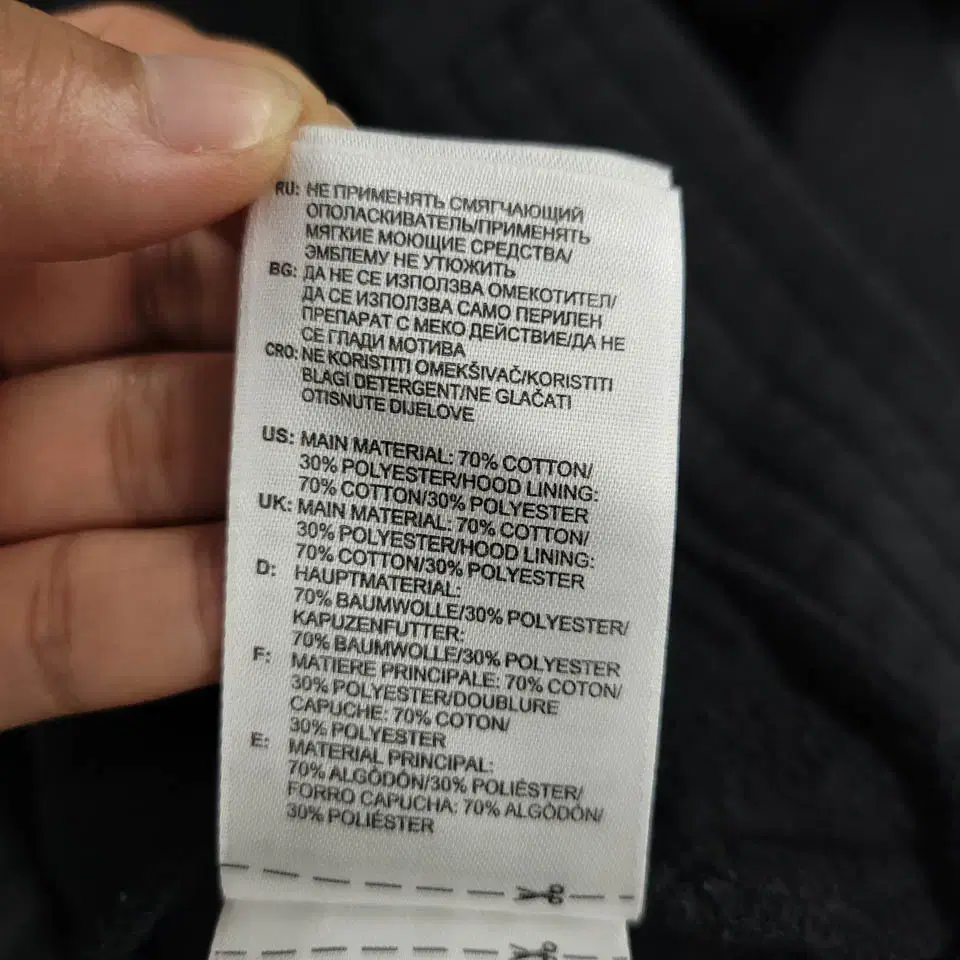 RU: НЕ ПРИМЕНЯТЬ СМЯГЧАЮЩИЙ
ОПОЛАСКИВАТЕЛЬ/ПРИМЕНЯТЬ
МЯГКИЕ МОЮЩИЕ СРЕДСТВА/
ЭМБЛЕМУ НЕ УТЮЖИТЬ
BG: ДА НЕ СЕ ИЗПОЛЗВА ОМЕКОТИТЕЛ/
ДА СЕ ИЗПОЛЗВА САМО ПЕРИЛЕН
ПРЕПАРАТ С МЕКО ДЕЙСТВИЕ/ДА НЕ
СЕ ГЛАДИ МОТИВА
CRO: NE KORISTITI OMEKŠIVAČ/KORISTITI
BLAGI DETERGENT/NE GLAČATI
OTISNUTE DIJELOVE
US: MAIN MATERIAL: 70% COTTON/
30% POLYESTER/HOOD LINING:
70% COTTON/30% POLYESTER
UK: MAIN MATERIAL: 70% COTTON/
30% POLYESTER/HOOD LINING:
70% COTTON/30% POLYESTER
D: HAUPTMATERIAL:
70% BAUMWOLLE/30% POLYESTER/
KAPUZENFUTTER:
70% BAUMWOLLE/30% POLYESTER
F: MATIERE PRINCIPALE: 70% COTON/
30% POLYESTER/DOUBLURE
CAPUCHE: 70% COTON/
30% POLYESTER
E: MATERIAL PRINCIPAL:
70% ALGODÓN/30% POLIÉSTER/
FORRO CAPUCHA: 70% ALGODÓN/
30% POLIÉSTER